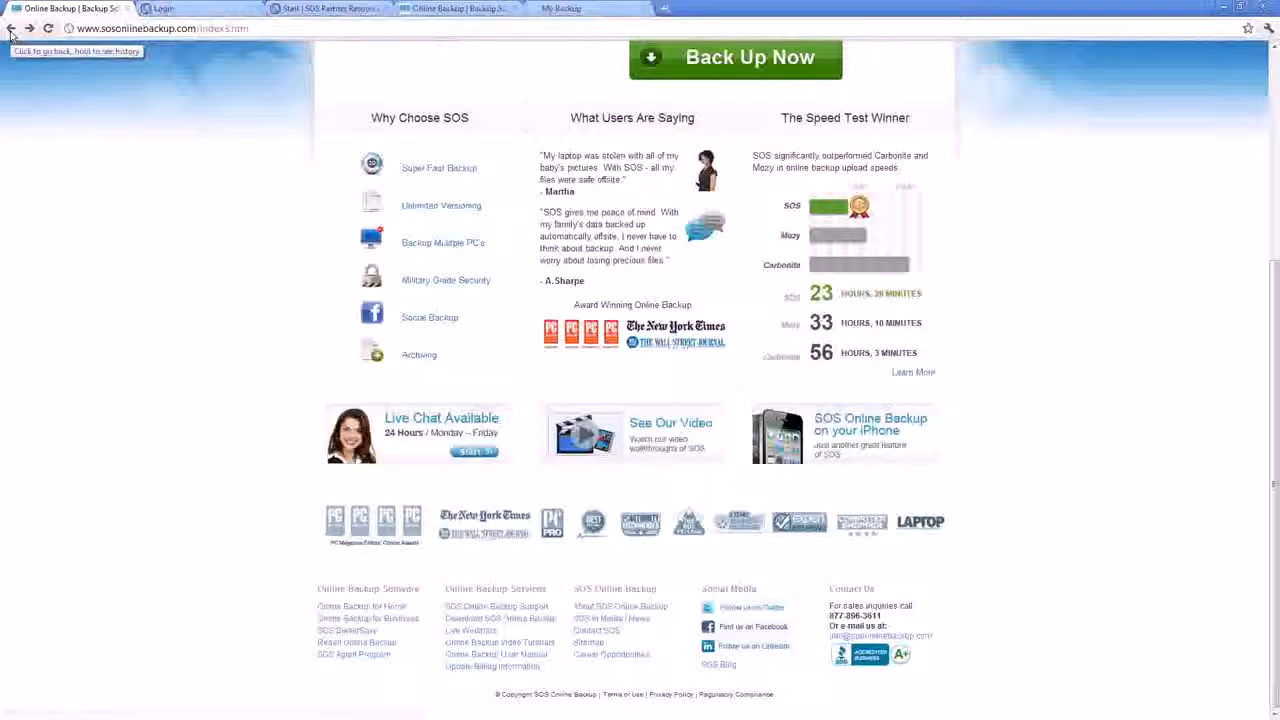 Online Backup | Backup So
Login
Online Backup | Backup S
My Backup
www.sosonlinebackup.com/index3.htm
Click to go back, hold to see history
Back Up Now
Why Choose SOS
Super Fast Backup
Unlimited Versioning
Backup Multiple PC's
Military Grade Security
Social Backup
Archiving
What Users Are Saying
"My laptop was stolen with all of my
baby's pictures. With SOS - all my
files were safe offsite."
- Martha
"SOS gives me peace of mind. With
my family's data backed up
automatically offsite, I never have to
think about backup. And I never
worry about losing precious files."
- A.Sharpe
Award Winning Online Backup
The New York Times
THE WALL STREET JOURNAL
The Speed Test Winner
SOS significantly outperformed Carbonite and
Mozy in online backup upload speeds
SOS
Mozy
Carbonite
SOS 23 HOURS, 20 MINUTES
Mozy 33 HOURS, 10 MINUTES
Carbonite 56 HOURS, 3 MINUTES
Learn More
Live Chat Available
24 Hours / Monday – Friday
Start >>
See Our Video
Watch our video
walkthroughs of SOS
SOS Online Backup
on your iPhone
Just another great feature
of SOS
The New York Times
THE WALL STREET JOURNAL
PC Magazine Editors' Choice Awards
PC PRO
LAPTOP
Online Backup Software
Online Backup for Home
Online Backup for Business
SOS ServerSave
Resell Online Backup
SOS Agent Program
Online Backup Services
SOS Online Backup Support
Download SOS Online Backup
Live Webinars
Online Backup Video Tutorials
Online Backup User Manual
Update Billing Information
SOS Online Backup
About SOS Online Backup
SOS in Media / News
Contact SOS
Sitemap
Career Opportunities
Social Media
Follow us on Twitter
Find us on Facebook
Follow us on LinkedIn
SOS Blog
Contact Us
For sales inquiries call
877-896-3611
Or e-mail us at:
info@sosonlinebackup.com
ACCREDITED BUSINESS
A+
© Copyright SOS Online Backup | Terms of Use | Privacy Policy | Regulatory Compliance